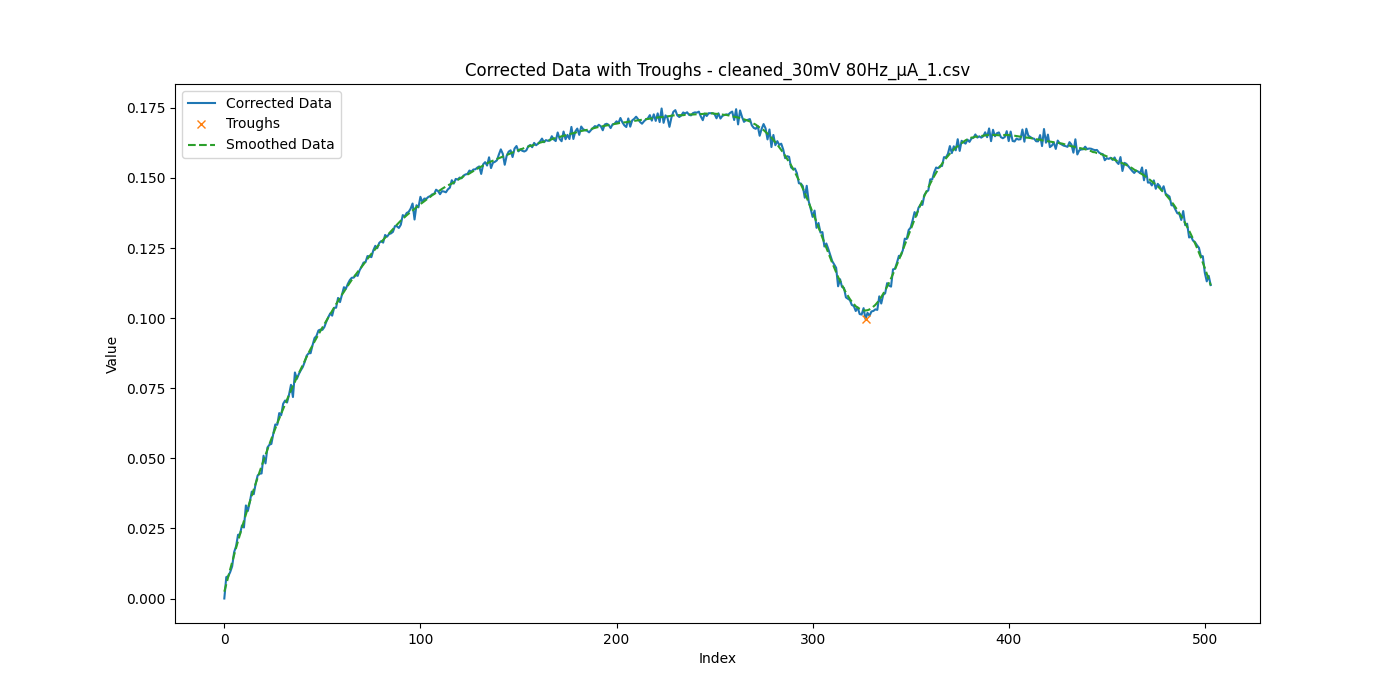 Corrected Data with Troughs - cleaned_30mV 80Hz_µA_1.csv
Corrected Data
Troughs
Smoothed Data
Value
0.175
0.150
0.125
0.100
0.075
0.050
0.025
0.000
0 100 200 300 400 500
Index